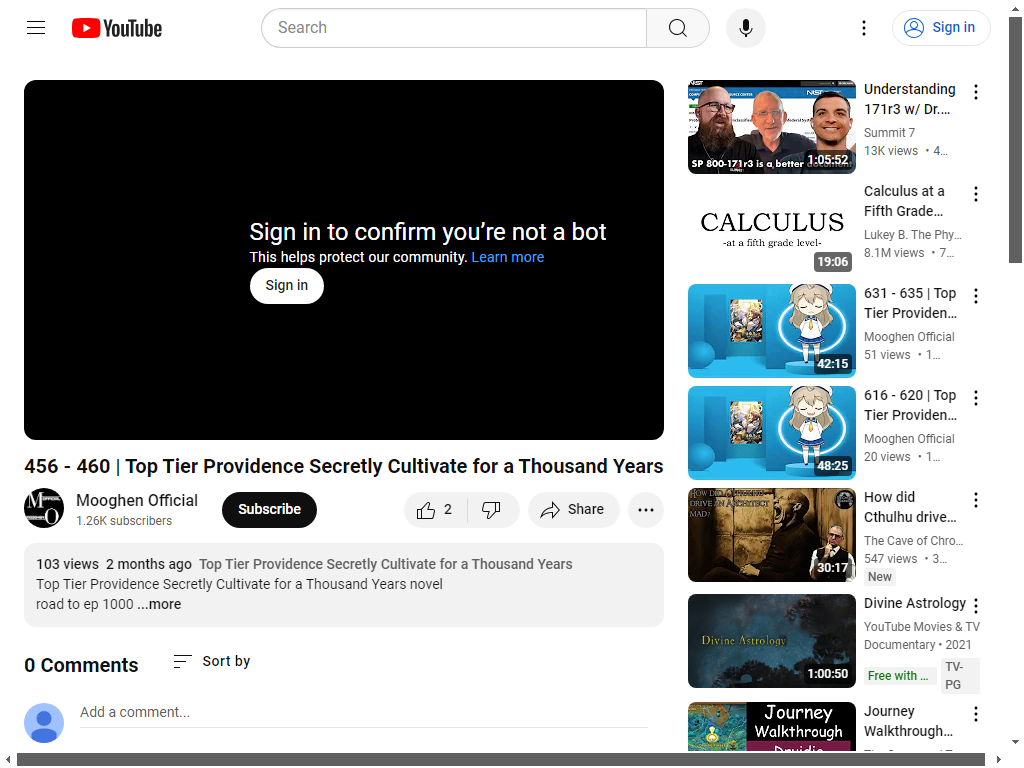 YouTube
Search
Sign in
Sign in to confirm you’re not a bot
This helps protect our community. Learn more
Sign in
456 - 460 | Top Tier Providence Secretly Cultivate for a Thousand Years
Mooghen Official
1.26K subscribers
Subscribe
2
Share
103 views 2 months ago Top Tier Providence Secretly Cultivate for a Thousand Years
Top Tier Providence Secretly Cultivate for a Thousand Years novel
road to ep 1000 ...more
0 Comments
Sort by
Add a comment...
NIST
SP 800-171r3 is a better document
1:05:52
Understanding
171r3 w/ Dr.…
Summit 7
13K views • 4…
CALCULUS
-at a fifth grade level-
19:06
Calculus at a
Fifth Grade…
Lukey B. The Phy…
8.1M views • 7…
42:15
631 - 635 | Top
Tier Providen…
Mooghen Official
51 views • 1…
48:25
616 - 620 | Top
Tier Providen…
Mooghen Official
20 views • 1…
MAD?
30:17
How did
Cthulhu drive…
The Cave of Chro…
547 views • 3…
New
Divine Astrology
1:00:50
Divine Astrology
YouTube Movies & TV
Documentary • 2021
Free with …
TV-
PG
Journey
Walkthrough
Journey
Walkthrough…